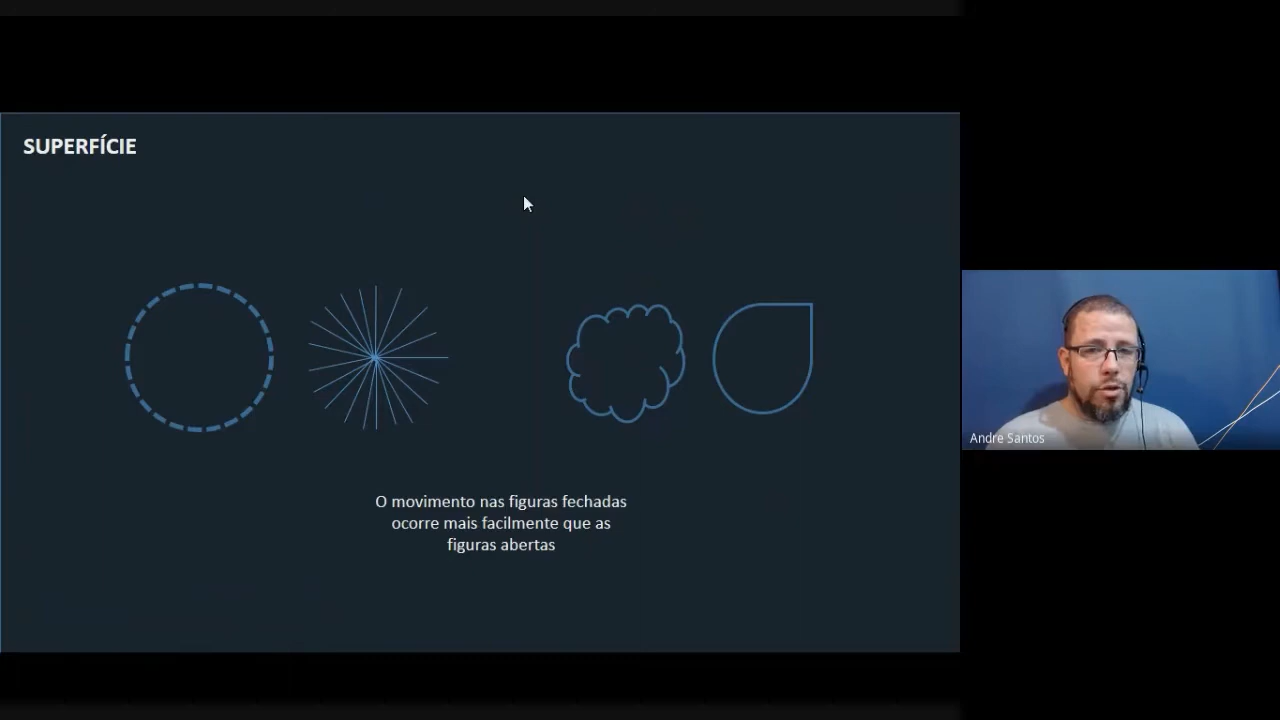 SUPERFÍCIE
O movimento nas figuras fechadas
ocorre mais facilmente que as
figuras abertas
Andre Santos